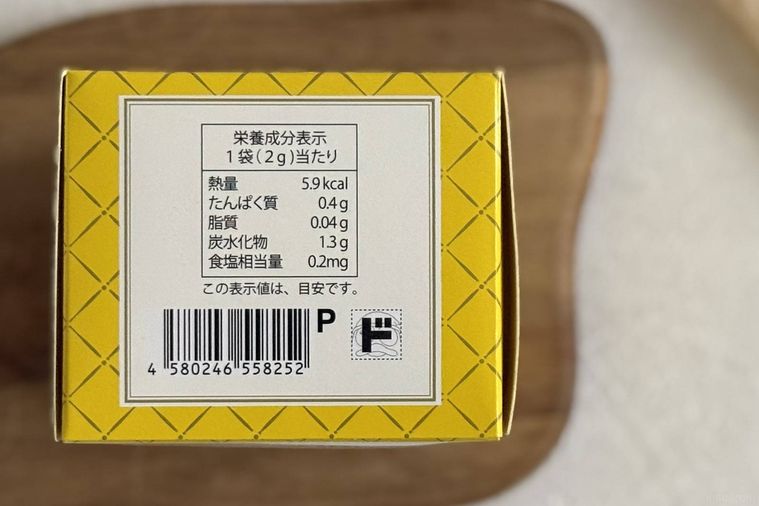 栄養成分表示
1袋(2g)当たり
熱量 5.9kcal
たんぱく質 0.4g
脂質 0.04g
炭水化物 1.3g
食塩相当量 0.2mg
この表示値は、目安です。
P
ド
4 580246 558252